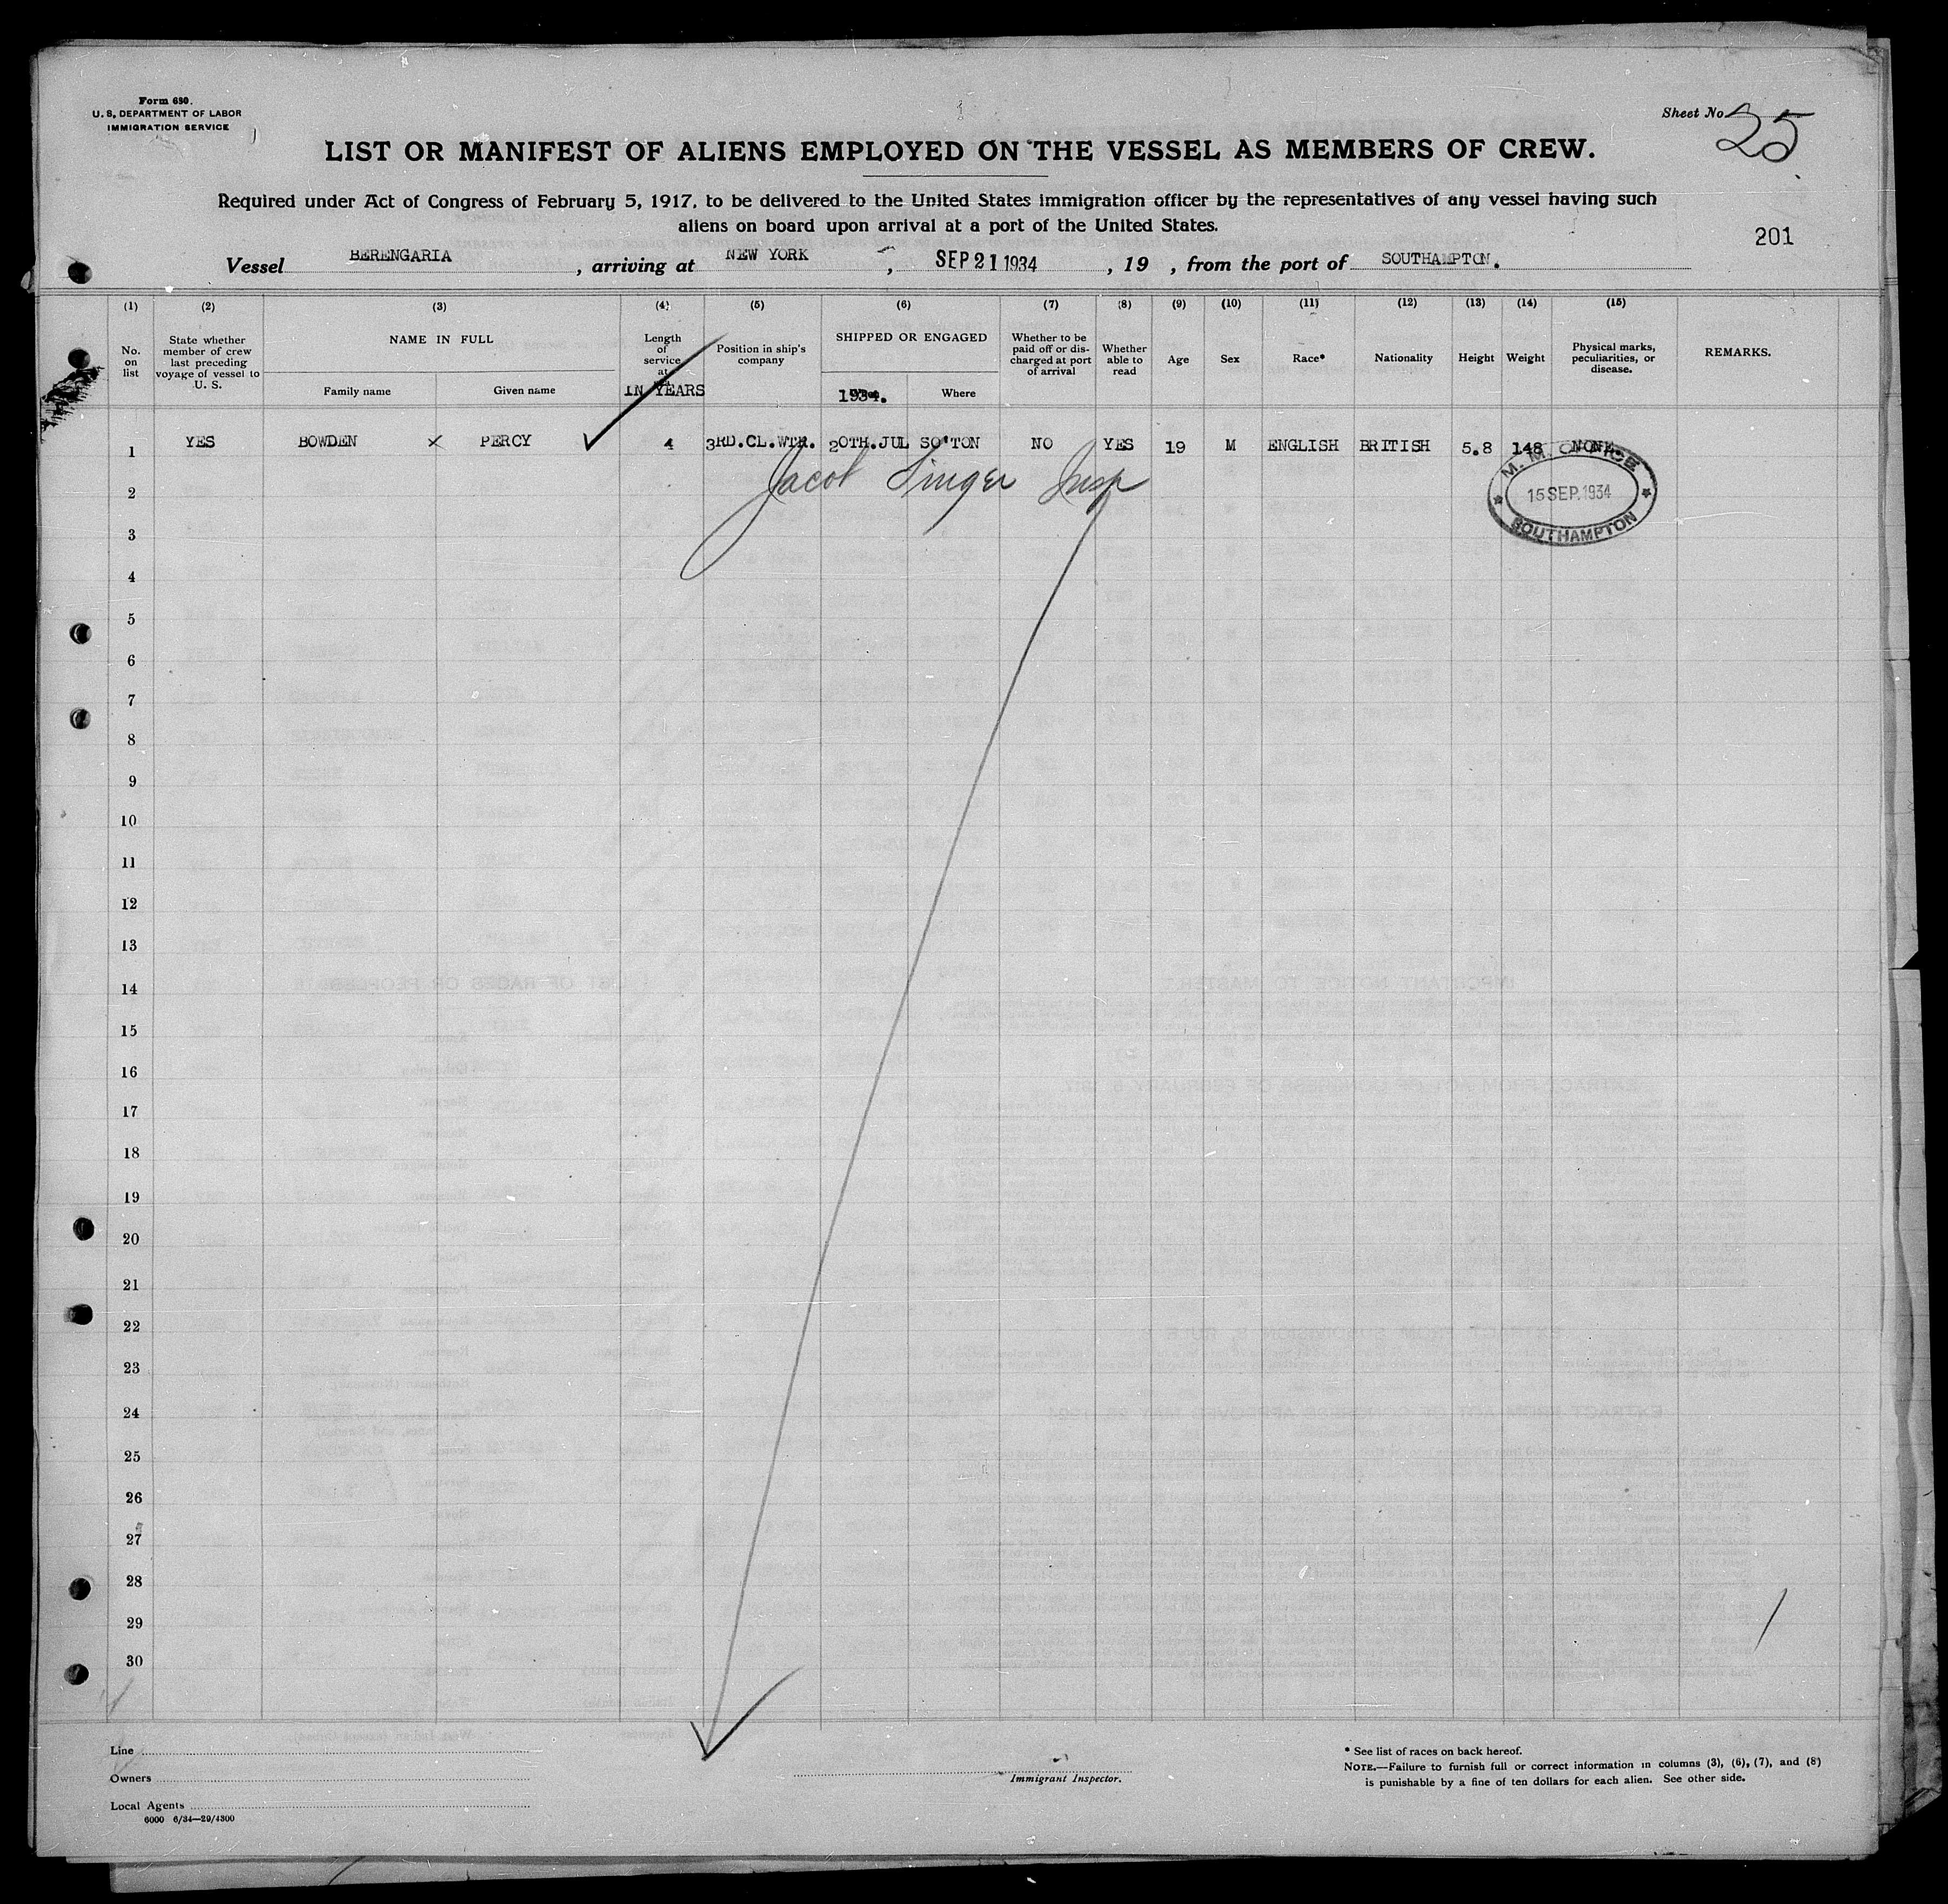 Form 680.
U. S. DEPARTMENT OF LABOR
IMMIGRATION SERVICE
Sheet No. 25
LIST OR MANIFEST OF ALIENS EMPLOYED ON THE VESSEL AS MEMBERS OF CREW.
Required under Act of Congress of February 5, 1917, to be delivered to the United States immigration officer by the representatives of any vessel having such
aliens on board upon arrival at a port of the United States.
201
Vessel BERENGARIA, arriving at NEW YORK, SEP 21 1934, 19 , from the port of SOUTHAMPTON.
(1) (2) (3) (4) (5) (6) (7) (8) (9) (10) (11) (12) (13) (14) (15)
No. on list
State whether member of crew last preceding voyage of vessel to U. S.
NAME IN FULL
Family name
Given name
Length of service at
IN YEARS
Position in ship's company
SHIPPED OR ENGAGED
1934.
Where
Whether to be paid off or discharged at port of arrival
Whether able to read
Age
Sex
Race*
Nationality
Height
Weight
Physical marks, peculiarities, or disease.
REMARKS.
1 YES BOWDEN x PERCY 4 3RD.CL.WTR. 20TH.JUL SO'TON NO YES 19 M ENGLISH BRITISH 5.8 148 NONE
Jacob Singer Insp
M. M. OFFICE
15 SEP. 1934
SOUTHAMPTON
2
3
4
5
6
7
8
9
10
11
12
13
14
15
16
17
18
19
20
21
22
23
24
25
26
27
28
29
30
Line
Owners
Local Agents
6000 6/34—29/4300
Immigrant Inspector.
* See list of races on back hereof.
NOTE.—Failure to furnish full or correct information in columns (3), (6), (7), and (8)
is punishable by a fine of ten dollars for each alien. See other side.